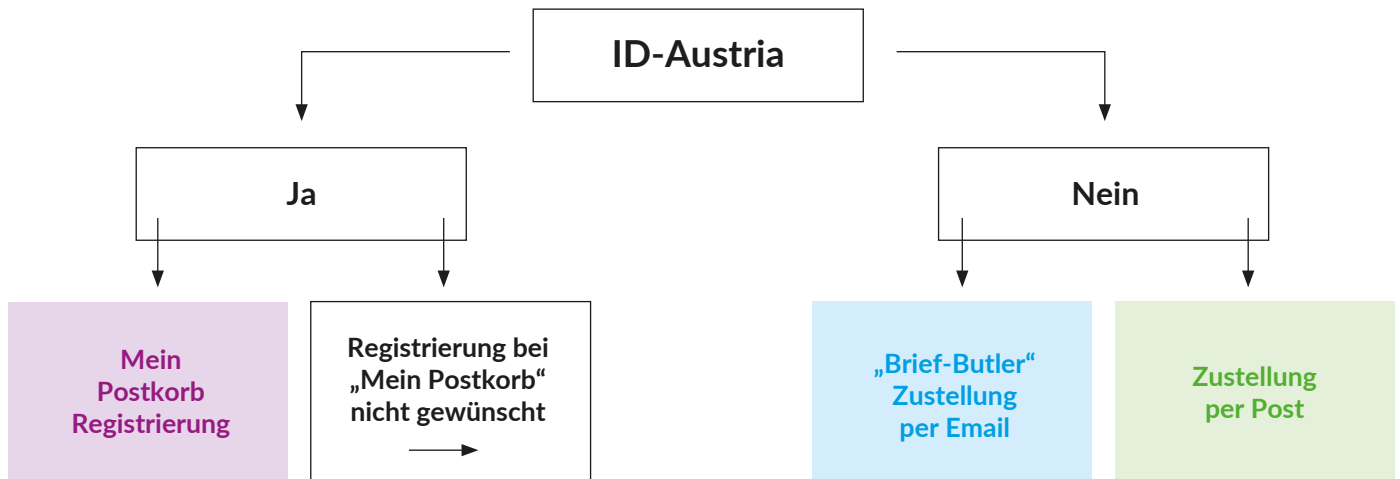 ID-Austria
Ja
Nein
Mein
Postkorb
Registrierung
Registrierung bei
„Mein Postkorb“
nicht gewünscht
„Brief-Butler“
Zustellung
per Email
Zustellung
per Post